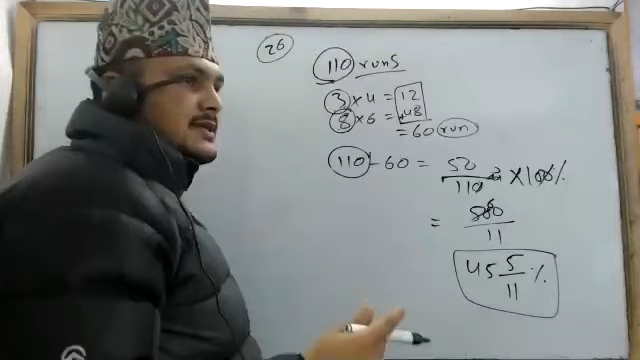 26
110 runs
3 × 4 = 12
8 × 6 = +48
= 60 run
110 - 60 = 50/110 × 100%
= 500/11
45 5/11 %